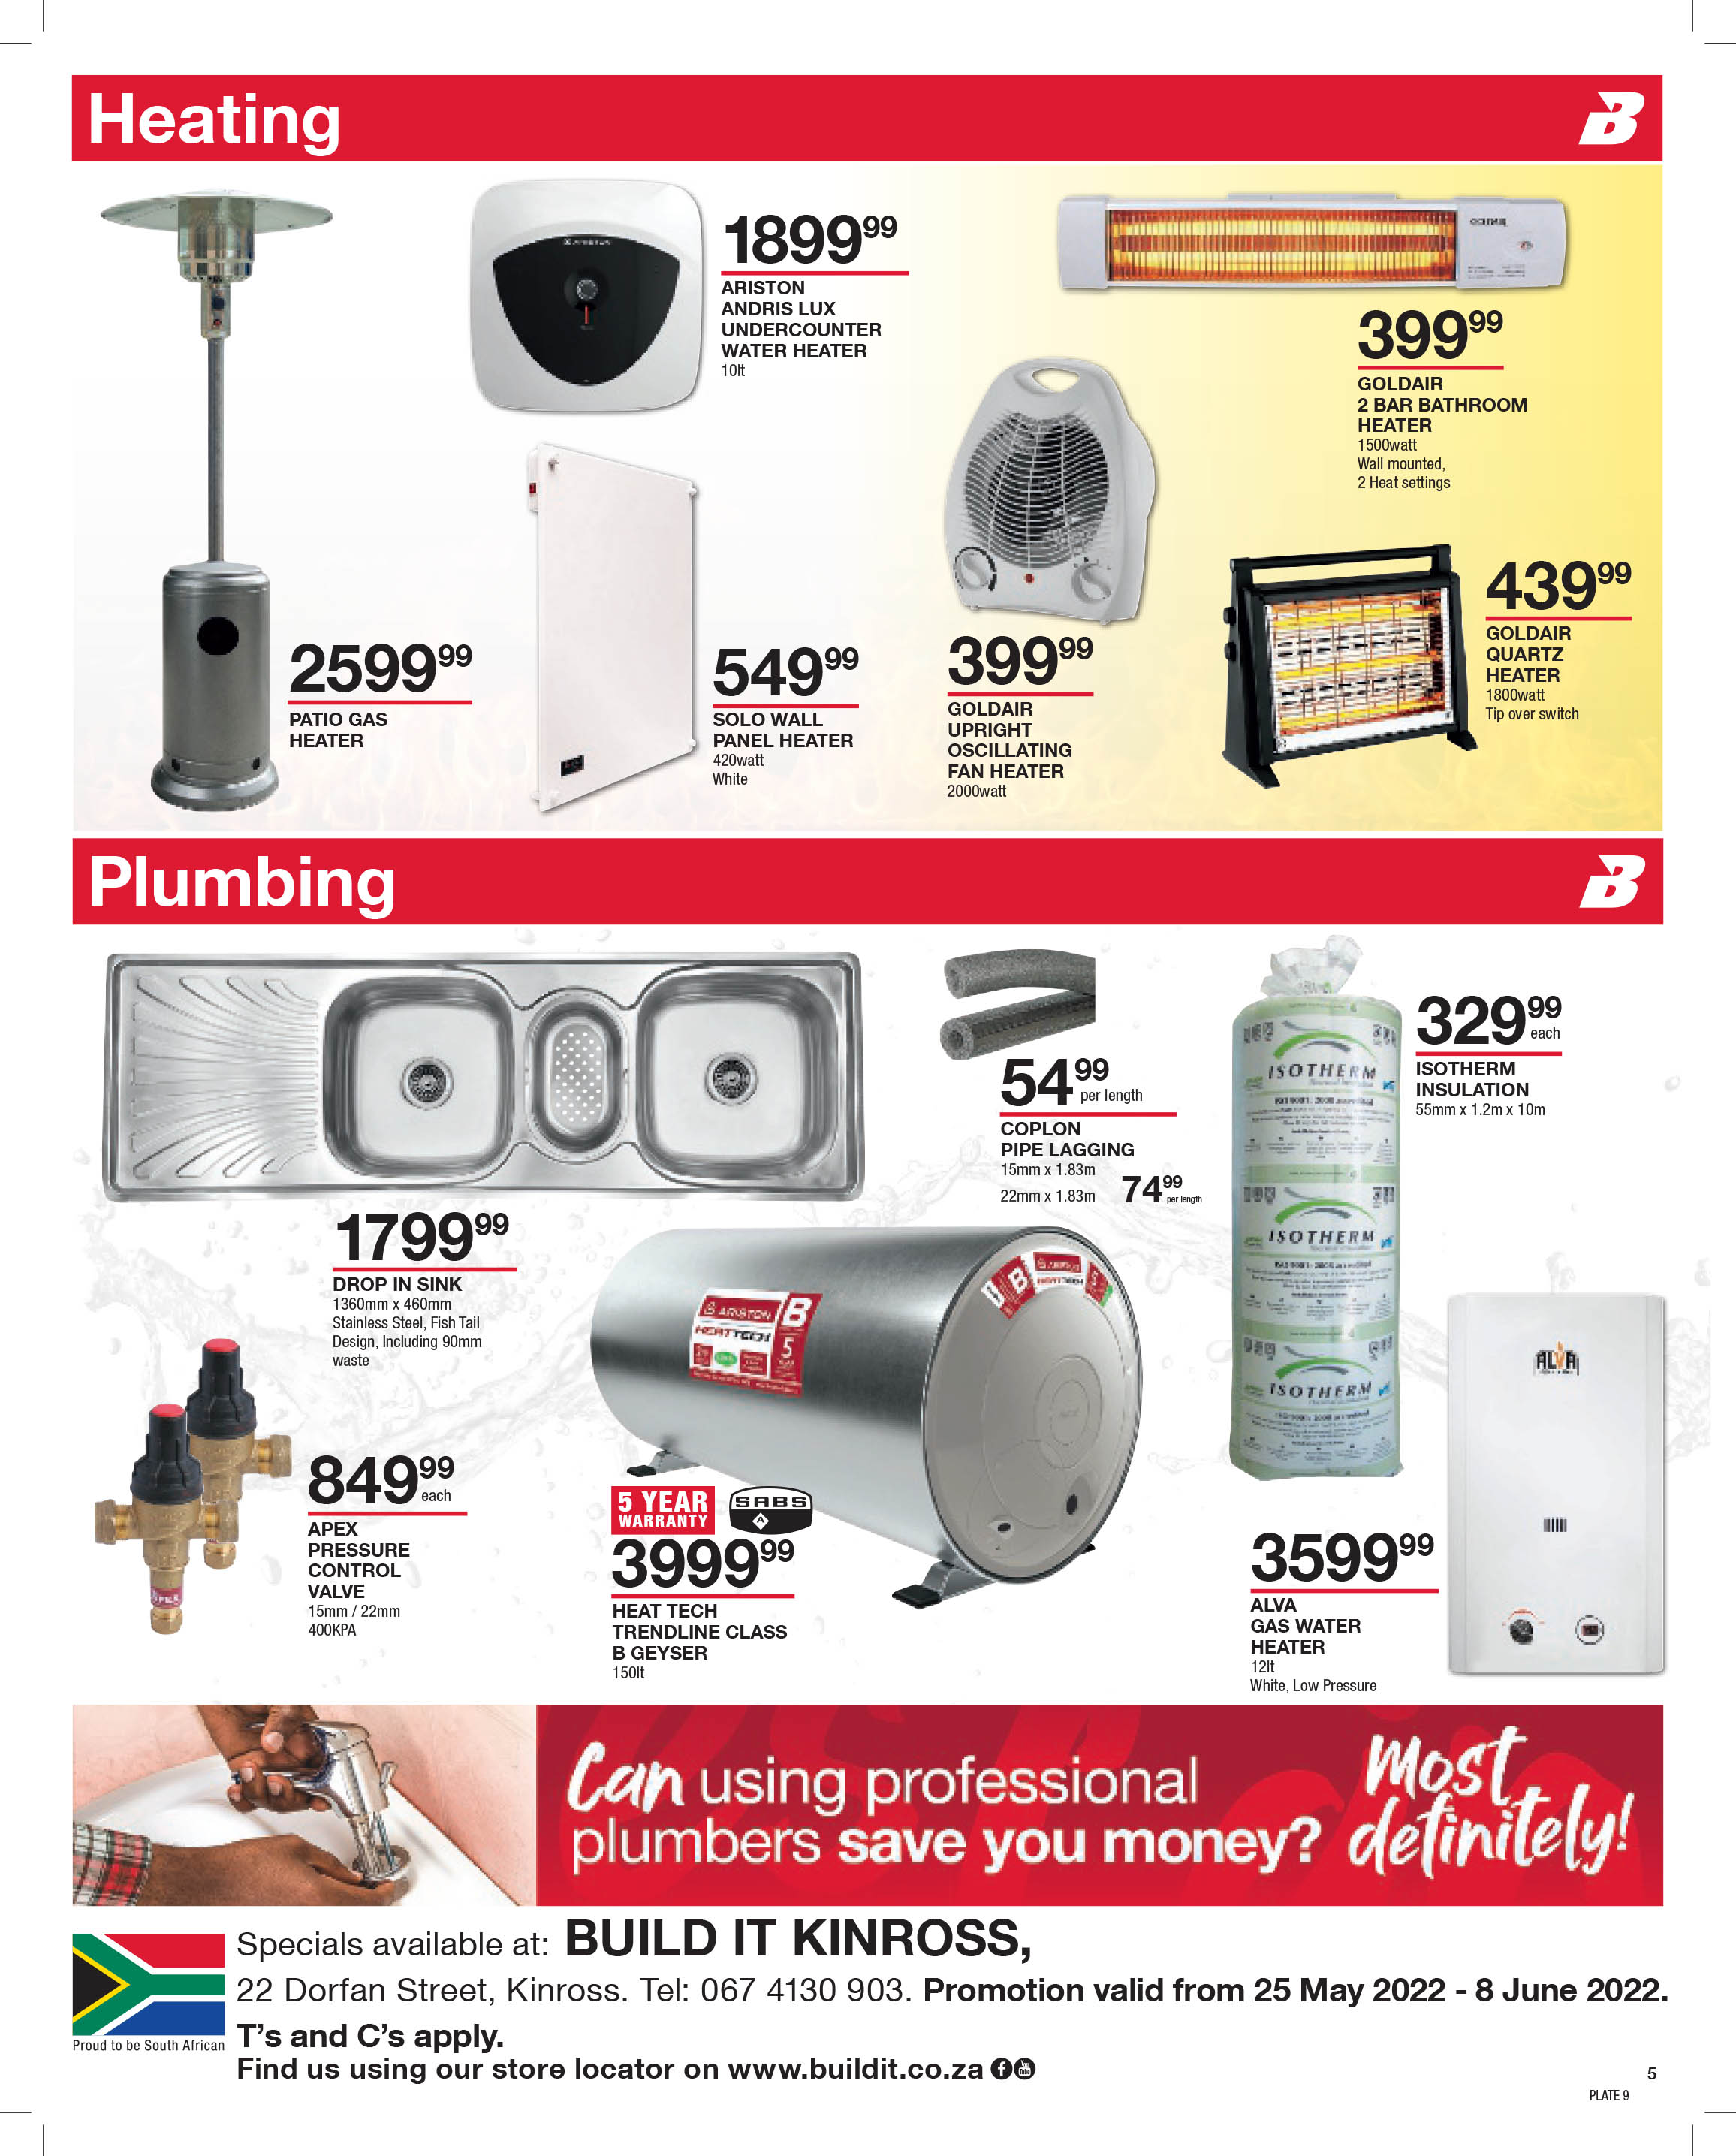 Heating
B
ARISTON
1899 99
ARISTON
ANDRIS LUX
UNDERCOUNTER
WATER HEATER
10lt
399 99
GOLDAIR
2 BAR BATHROOM
HEATER
1500watt
Wall mounted,
2 Heat settings
439 99
GOLDAIR
QUARTZ
HEATER
1800watt
Tip over switch
2599 99
PATIO GAS
HEATER
549 99
SOLO WALL
PANEL HEATER
420watt
White
399 99
GOLDAIR
UPRIGHT
OSCILLATING
FAN HEATER
2000watt
Plumbing
B
54 99
per length
COPLON
PIPE LAGGING
15mm x 1.83m
22mm x 1.83m 74 99 per length
329 99
each
ISOTHERM
INSULATION
55mm x 1.2m x 10m
ISOTHERM
ISOTHERM
ISOTHERM
1799 99
DROP IN SINK
1360mm x 460mm
Stainless Steel, Fish Tail
Design, Including 90mm
waste
ARISTON B
HEATTECH
5
ARISTON
B HEATTECH 5
ALVA
849 99
each
APEX
PRESSURE
CONTROL
VALVE
15mm / 22mm
400KPA
APEX
5 YEAR
WARRANTY
SABS
A
3999 99
HEAT TECH
TRENDLINE CLASS
B GEYSER
150lt
3599 99
ALVA
GAS WATER
HEATER
12lt
White, Low Pressure
Can using professional
plumbers save you money?
Most
definitely!
Specials available at: BUILD IT KINROSS,
22 Dorfan Street, Kinross. Tel: 067 4130 903. Promotion valid from 25 May 2022 - 8 June 2022.
T's and C's apply.
Proud to be South African
Find us using our store locator on www.buildit.co.za
5
PLATE 9